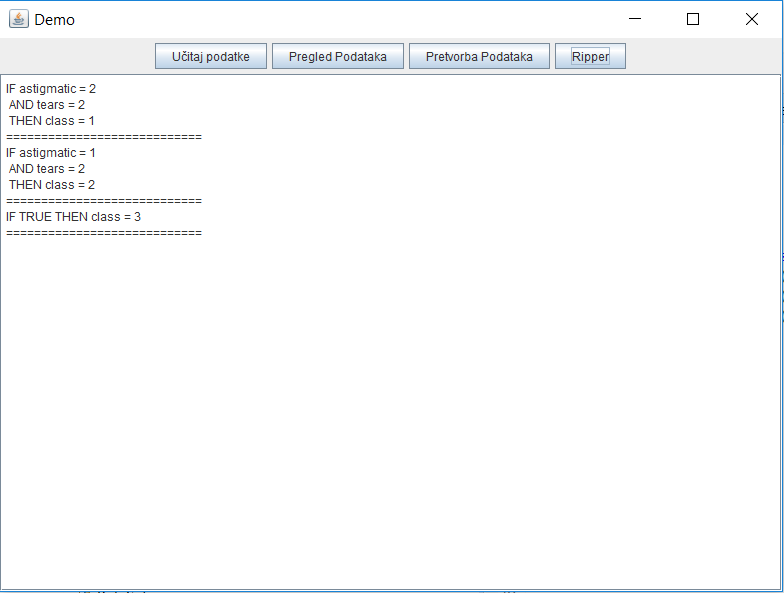 Demo
Učitaj podatke Pregled Podataka Pretvorba Podataka Ripper
IF astigmatic = 2
AND tears = 2
THEN class = 1
============================
IF astigmatic = 1
AND tears = 2
THEN class = 2
============================
IF TRUE THEN class = 3
============================